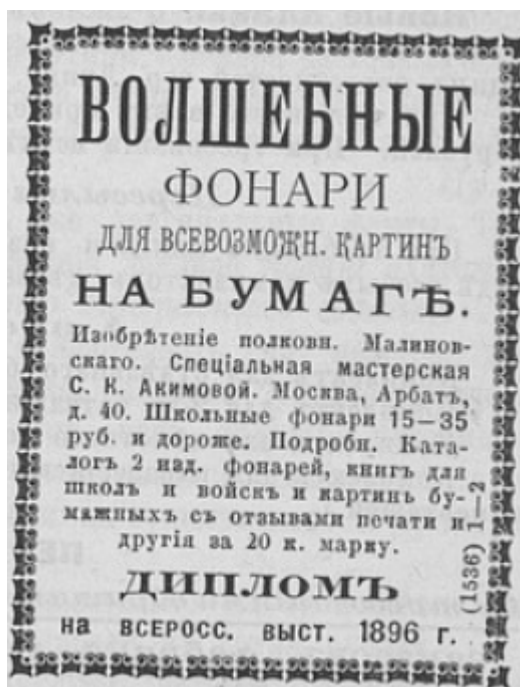 ВОЛШЕБНЫЕ
ФОНАРИ
ДЛЯ ВСЕВОЗМОЖН. КАРТИНЪ
НА БУМАГѢ.
Изобрѣтеніе полковн. Малинов-
скаго. Спеціальная мастерская
С. К. Акимовой. Москва, Арбатъ,
д. 40. Школьные фонари 15—35
руб. и дороже. Подробн. Ката-
логъ 2 изд. фонарей, книгъ для
школъ и войскъ и картинъ бу-
мажныхъ съ отзывами печати и
другія за 20 к. марку.
ДИПЛОМЪ
на ВСЕРОСС. ВЫСТ. 1896 г.
(1536) 1—2